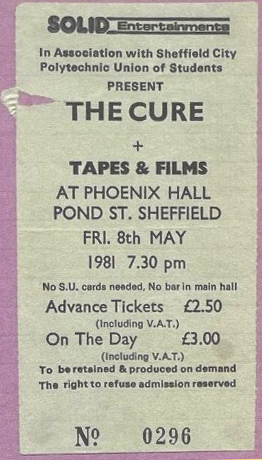 SOLID Entertainments
In Association with Sheffield City
Polytechnic Union of Students
PRESENT
THE CURE
+
TAPES & FILMS
AT PHOENIX HALL
POND ST. SHEFFIELD
FRI. 8th MAY
1981 7.30 pm
No S.U. cards needed, No bar in main hall
Advance Tickets £2.50
(Including V.A.T.)
On The Day £3.00
(Including V.A.T.)
To be retained & produced on demand
The right to refuse admission reserved
No 0296